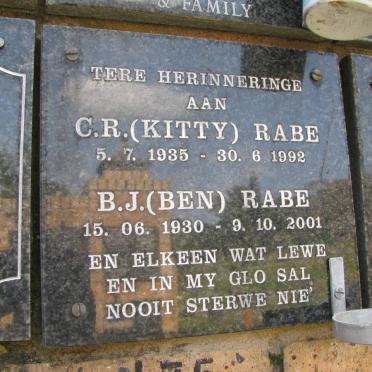 & FAMILY
TERE HERINNERINGE
AAN
C.R.(KITTY) RABE
5. 7. 1935 - 30. 6 1992
B.J.(BEN) RABE
15. 06. 1930 - 9. 10. 2001
EN ELKEEN WAT LEWE
EN IN MY GLO SAL
NOOIT STERWE NIE'